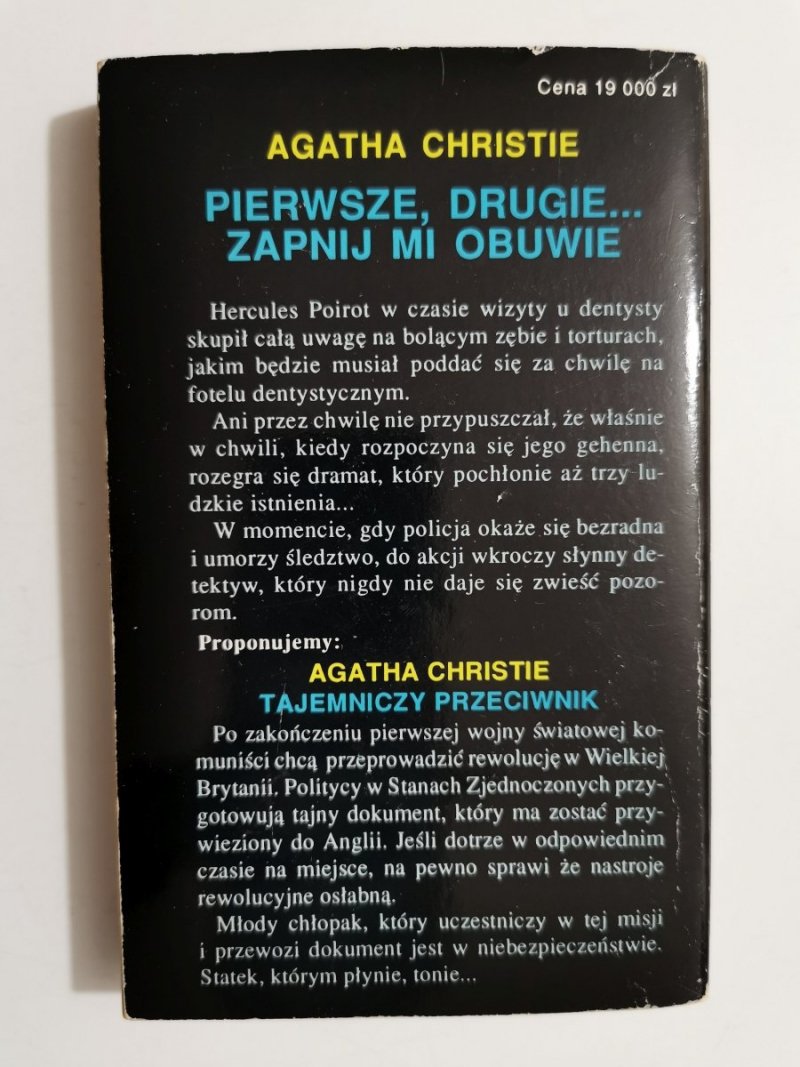 Cena 19 000 zł
AGATHA CHRISTIE
PIERWSZE, DRUGIE...
ZAPNIJ MI OBUWIE
Hercules Poirot w czasie wizyty u dentysty
skupił całą uwagę na bolącym zębie i torturach,
jakim będzie musiał poddać się za chwilę na
fotelu dentystycznym.
Ani przez chwilę nie przypuszczał, że właśnie
w chwili, kiedy rozpoczyna się jego gehenna,
rozegra się dramat, który pochłonie aż trzy lu-
dzkie istnienia...
W momencie, gdy policja okaże się bezradna
i umorzy śledztwo, do akcji wkroczy słynny de-
tektyw, który nigdy nie daje się zwieść pozo-
rom.
Proponujemy:
AGATHA CHRISTIE
TAJEMNICZY PRZECIWNIK
Po zakończeniu pierwszej wojny światowej ko-
muniści chcą przeprowadzić rewolucję w Wielkiej
Brytanii. Politycy w Stanach Zjednoczonych przy-
gotowują tajny dokument, który ma zostać przy-
wieziony do Anglii. Jeśli dotrze w odpowiednim
czasie na miejsce, na pewno sprawi że nastroje
rewolucyjne osłabną.
Młody chłopak, który uczestniczy w tej misji
i przewozi dokument jest w niebezpieczeństwie.
Statek, którym płynie, tonie...